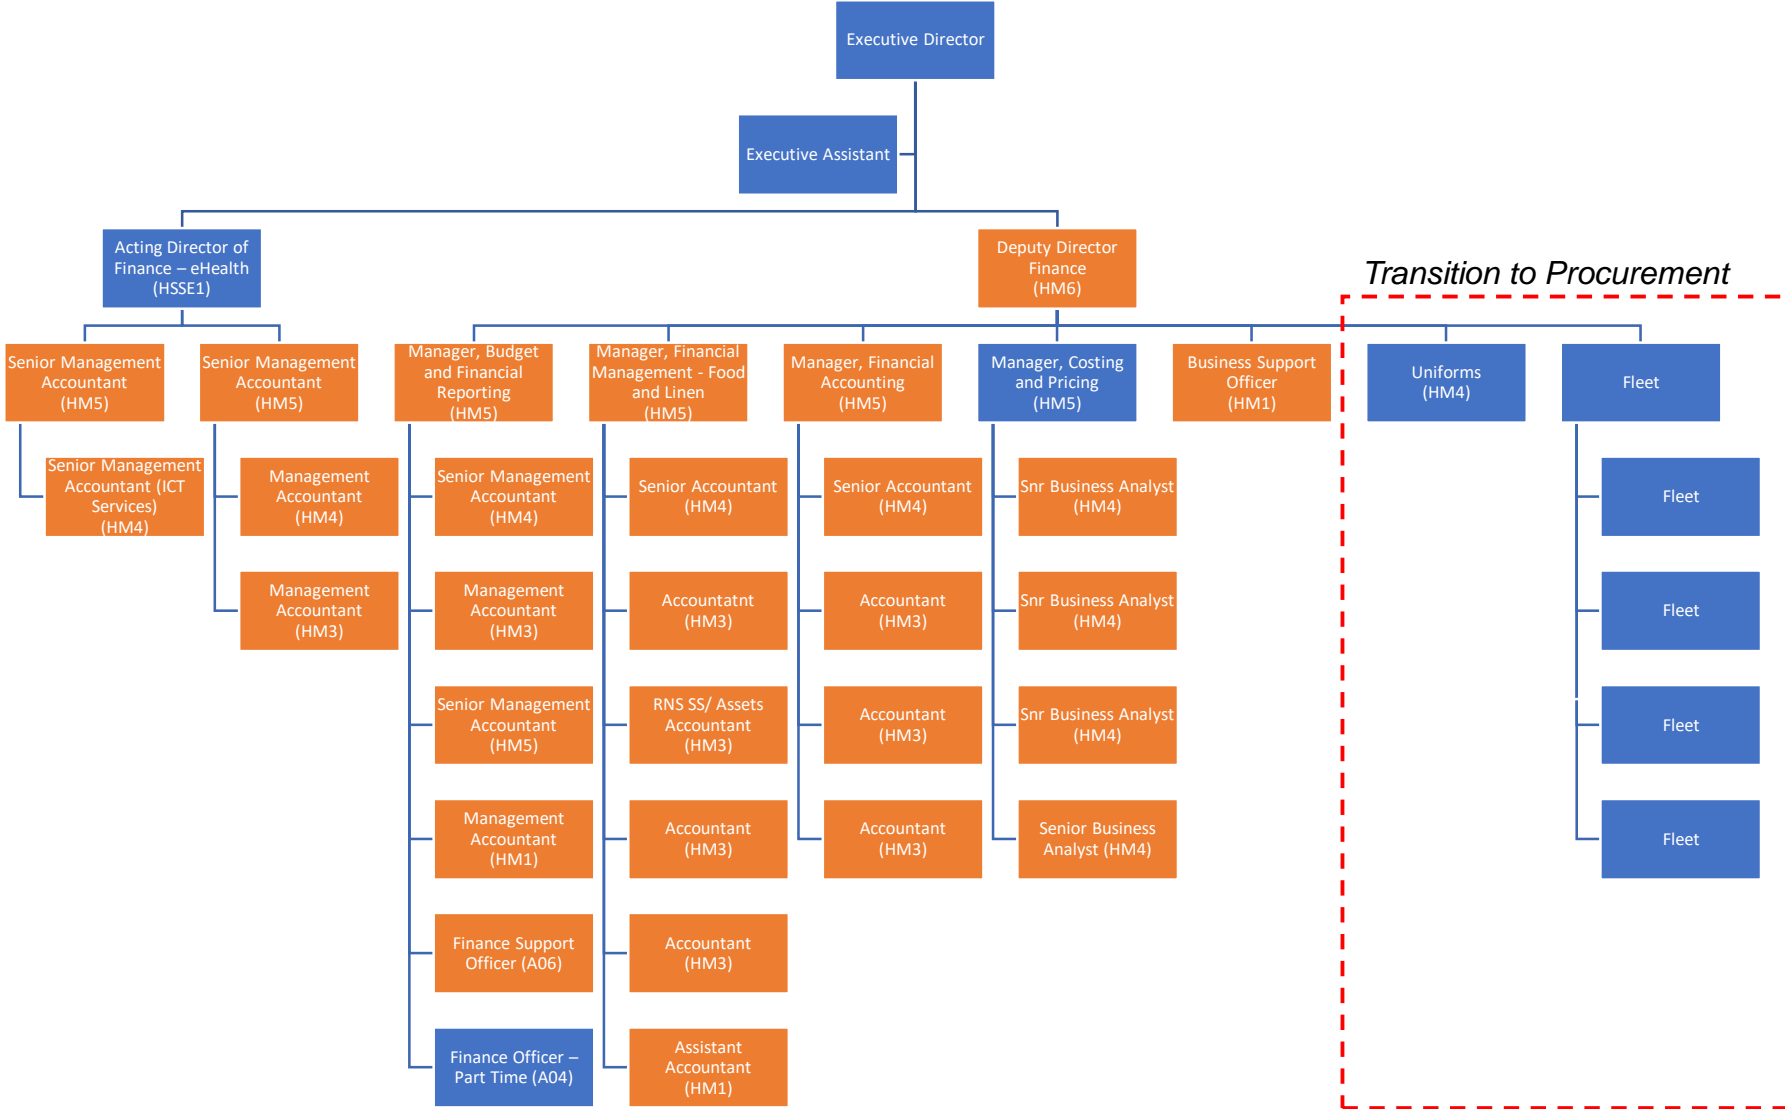 Executive Director
Executive Assistant
Acting Director of
Finance – eHealth
(HSSE1)
Deputy Director
Finance
(HM6)
Transition to Procurement
Senior Management
Accountant
(HM5)
Senior Management
Accountant
(HM5)
Manager, Budget
and Financial
Reporting
(HM5)
Manager, Financial
Management - Food
and Linen
(HM5)
Manager, Financial
Accounting
(HM5)
Manager, Costing
and Pricing
(HM5)
Business Support
Officer
(HM1)
Uniforms
(HM4)
Fleet
Senior Management
Accountant (ICT
Services)
(HM4)
Management
Accountant
(HM4)
Senior Management
Accountant
(HM4)
Senior Accountant
(HM4)
Senior Accountant
(HM4)
Snr Business Analyst
(HM4)
Fleet
Management
Accountant
(HM3)
Management
Accountant
(HM3)
Accountatnt
(HM3)
Accountant
(HM3)
Snr Business Analyst
(HM4)
Fleet
Senior Management
Accountant
(HM5)
RNS SS/ Assets
Accountant
(HM3)
Accountant
(HM3)
Snr Business Analyst
(HM4)
Fleet
Management
Accountant
(HM1)
Accountant
(HM3)
Accountant
(HM3)
Senior Business
Analyst (HM4)
Fleet
Finance Support
Officer (A06)
Accountant
(HM3)
Finance Officer –
Part Time (A04)
Assistant
Accountant
(HM1)